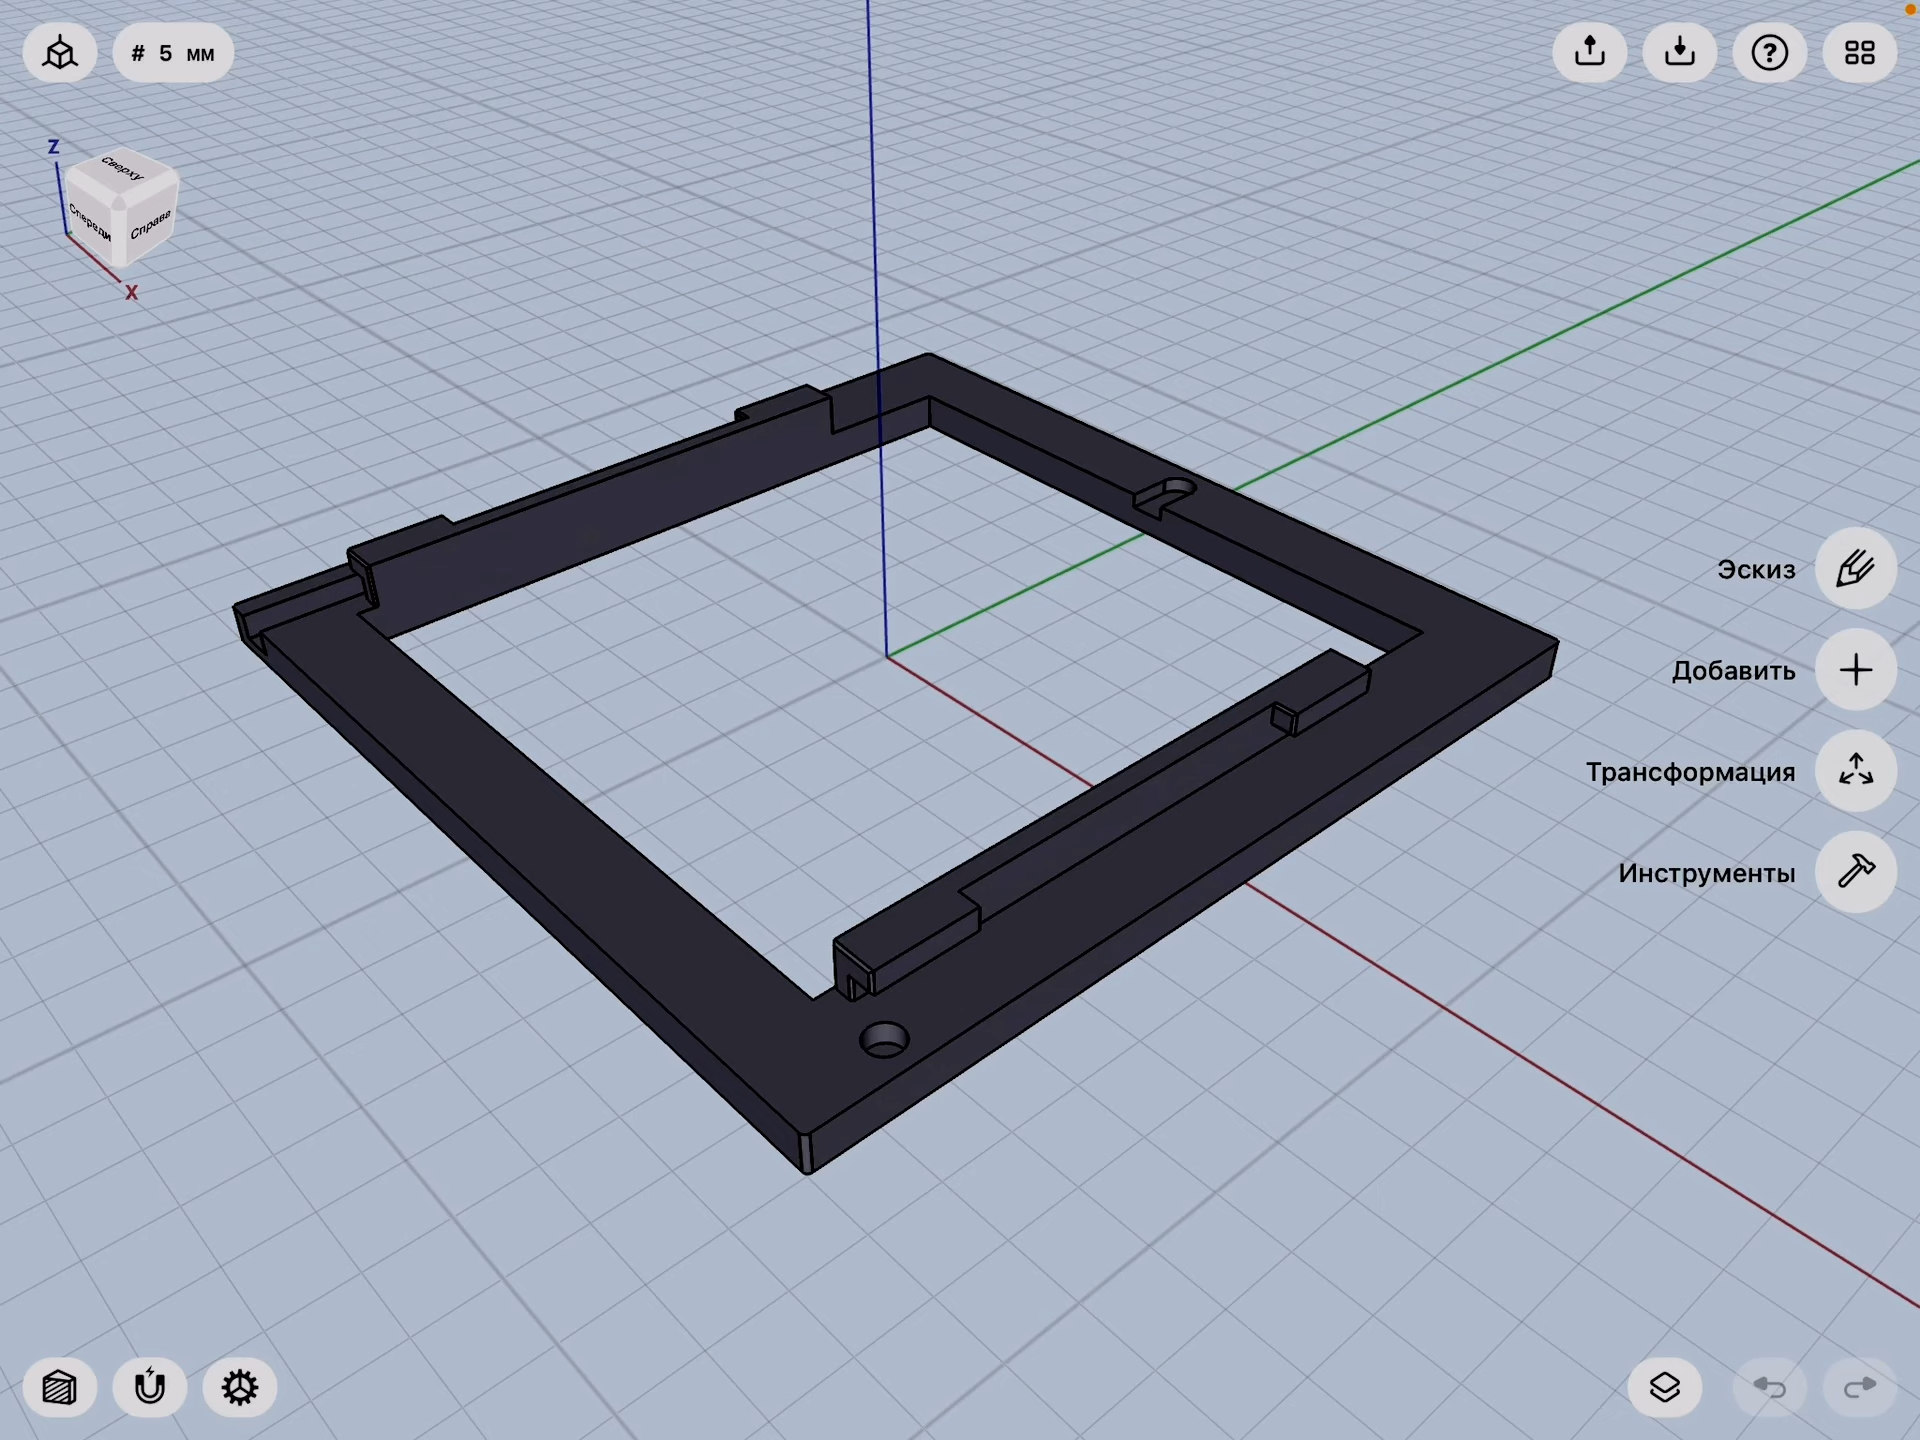 # 5 мм
Z
Сверху
Спереди
Справа
X
Эскиз
Добавить
Трансформация
Инструменты